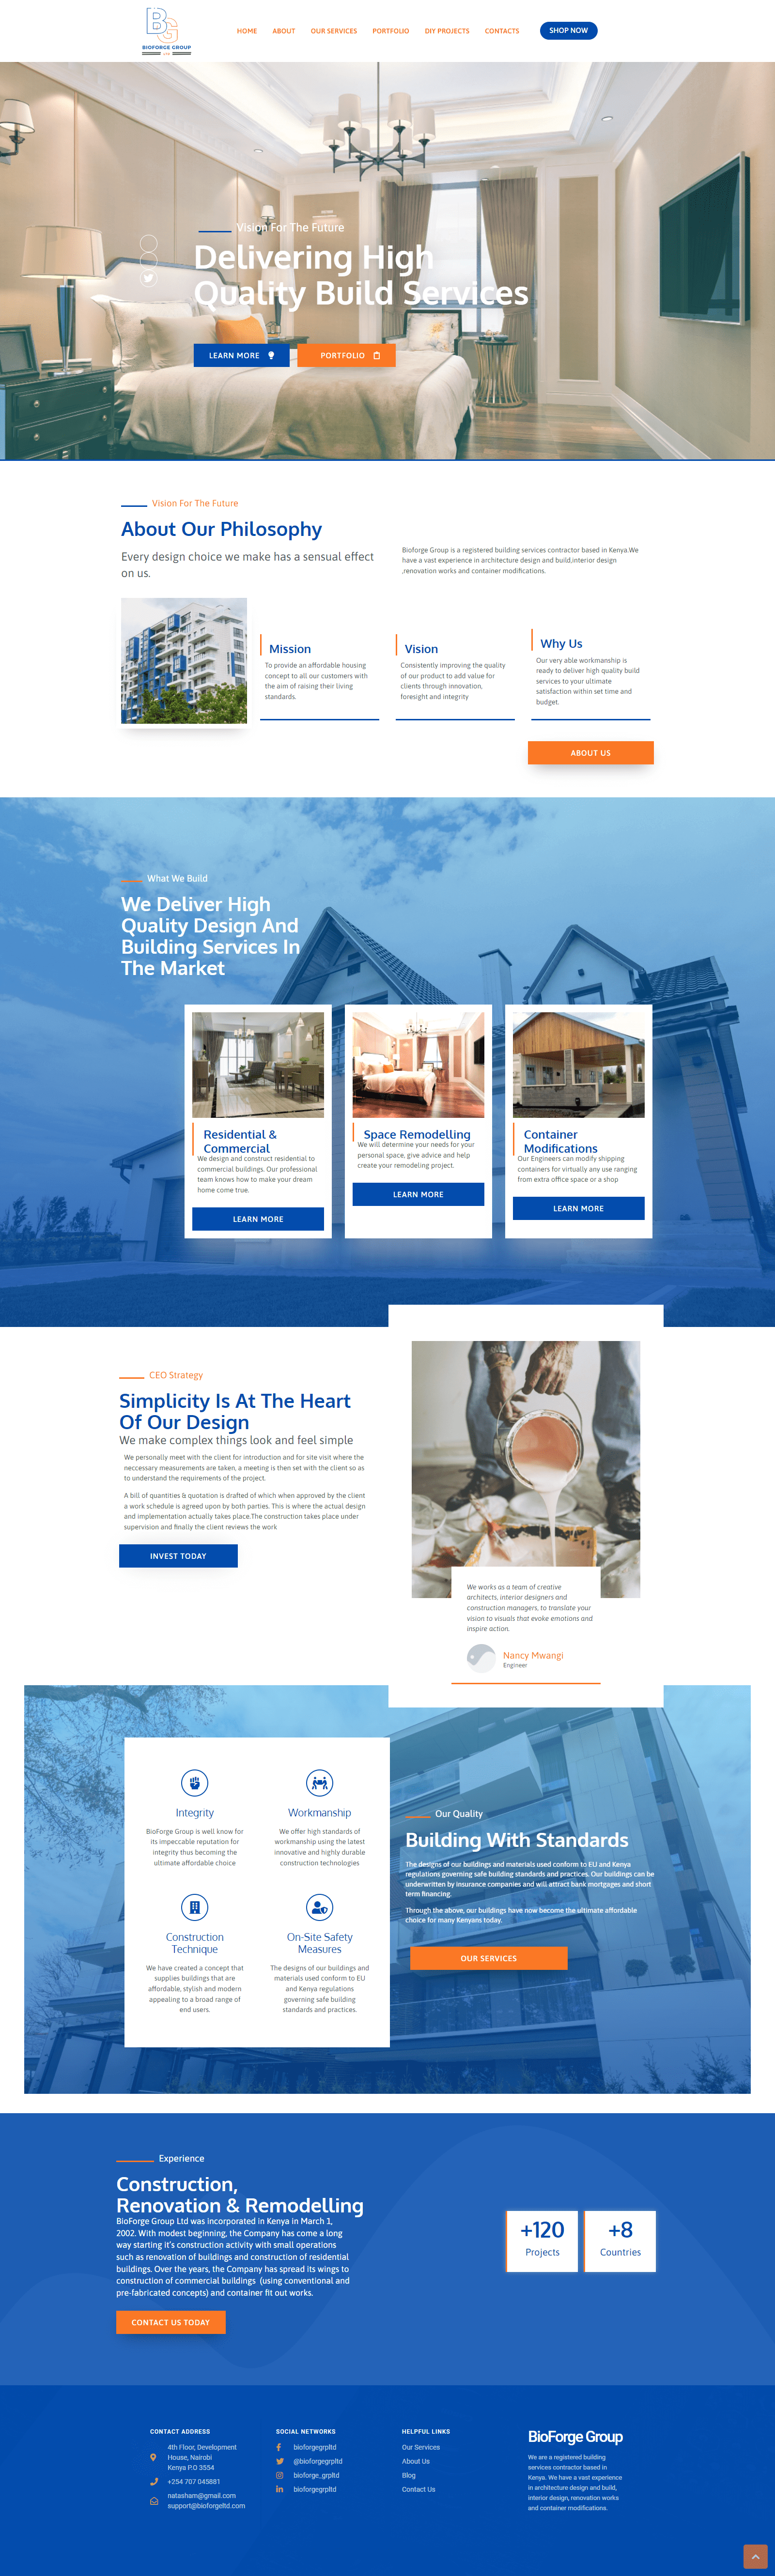 BG
BIOFORGE GROUP
LTD
HOME
ABOUT
OUR SERVICES
PORTFOLIO
DIY PROJECTS
CONTACTS
SHOP NOW
Vision For The Future
Delivering High
Quality Build Services
LEARN MORE
PORTFOLIO
Vision For The Future
About Our Philosophy
Every design choice we make has a sensual effect
on us.
Bioforge Group is a registered building services contractor based in Kenya.We
have a vast experience in architecture design and build,interior design
,renovation works and container modifications.
Mission
To provide an affordable housing
concept to all our customers with
the aim of raising their living
standards.
Vision
Consistently improving the quality
of our product to add value for
clients through innovation,
foresight and integrity
Why Us
Our very able workmanship is
ready to deliver high quality build
services to your ultimate
satisfaction within set time and
budget.
ABOUT US
What We Build
We Deliver High
Quality Design And
Building Services In
The Market
Residential &
Commercial
We design and construct residential to
commercial buildings. Our professional
team knows how to make your dream
home come true.
LEARN MORE
Space Remodelling
We will determine your needs for your
personal space, give advice and help
create your remodeling project.
LEARN MORE
Container
Modifications
Our Engineers can modify shipping
containers for virtually any use ranging
from extra office space or a shop
LEARN MORE
CEO Strategy
Simplicity Is At The Heart
Of Our Design
We make complex things look and feel simple
We personally meet with the client for introduction and for site visit where the
neccessary measurements are taken, a meeting is then set with the client so as
to understand the requirements of the project.
A bill of quantities & quotation is drafted of which when approved by the client
a work schedule is agreed upon by both parties. This is where the actual design
and implementation actually takes place.The construction takes place under
supervision and finally the client reviews the work
INVEST TODAY
We works as a team of creative
architects, interior designers and
construction managers, to translate your
vision to visuals that evoke emotions and
inspire action.
Nancy Mwangi
Engineer
Integrity
BioForge Group is well know for
its impeccable reputation for
integrity thus becoming the
ultimate affordable choice
Workmanship
We offer high standards of
workmanship using the latest
innovative and highly durable
construction technologies
Construction
Technique
We have created a concept that
supplies buildings that are
affordable, stylish and modern
appealing to a broad range of
end users.
On-Site Safety
Measures
The designs of our buildings and
materials used conform to EU
and Kenya regulations
governing safe building
standards and practices.
Our Quality
Building With Standards
The designs of our buildings and materials used conform to EU and Kenya
regulations governing safe building standards and practices. Our buildings can be
underwritten by insurance companies and will attract bank mortgages and short
term financing.
Through the above, our buildings have now become the ultimate affordable
choice for many Kenyans today.
OUR SERVICES
Experience
Construction,
Renovation & Remodelling
BioForge Group Ltd was incorporated in Kenya in March 1,
2002. With modest beginning, the Company has come a long
way starting it's construction activity with small operations
such as renovation of buildings and construction of residential
buildings. Over the years, the Company has spread its wings to
construction of commercial buildings (using conventional and
pre-fabricated concepts) and container fit out works.
CONTACT US TODAY
+120
Projects
+8
Countries
CONTACT ADDRESS
4th Floor, Development
House, Nairobi
Kenya P.O 3554
+254 707 045881
natasham@gmail.com
support@bioforgeltd.com
SOCIAL NETWORKS
bioforgegrpltd
@bioforgegrpltd
bioforge_grpltd
bioforgegrpltd
HELPFUL LINKS
Our Services
About Us
Blog
Contact Us
BioForge Group
We are a registered building
services contractor based in
Kenya. We have a vast experience
in architecture design and build,
interior design, renovation works
and container modifications.